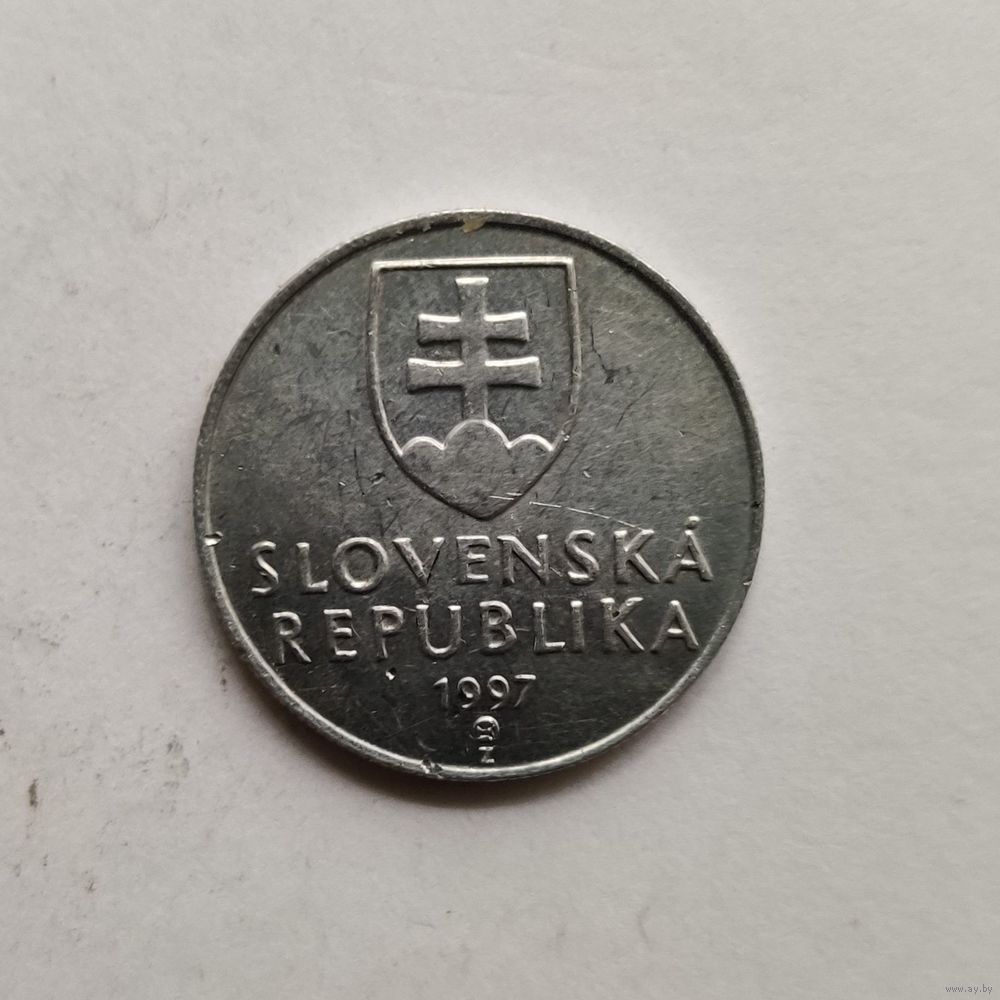 SLOVENSKÁ
REPUBLIKA
1997
Z
www.ay.by